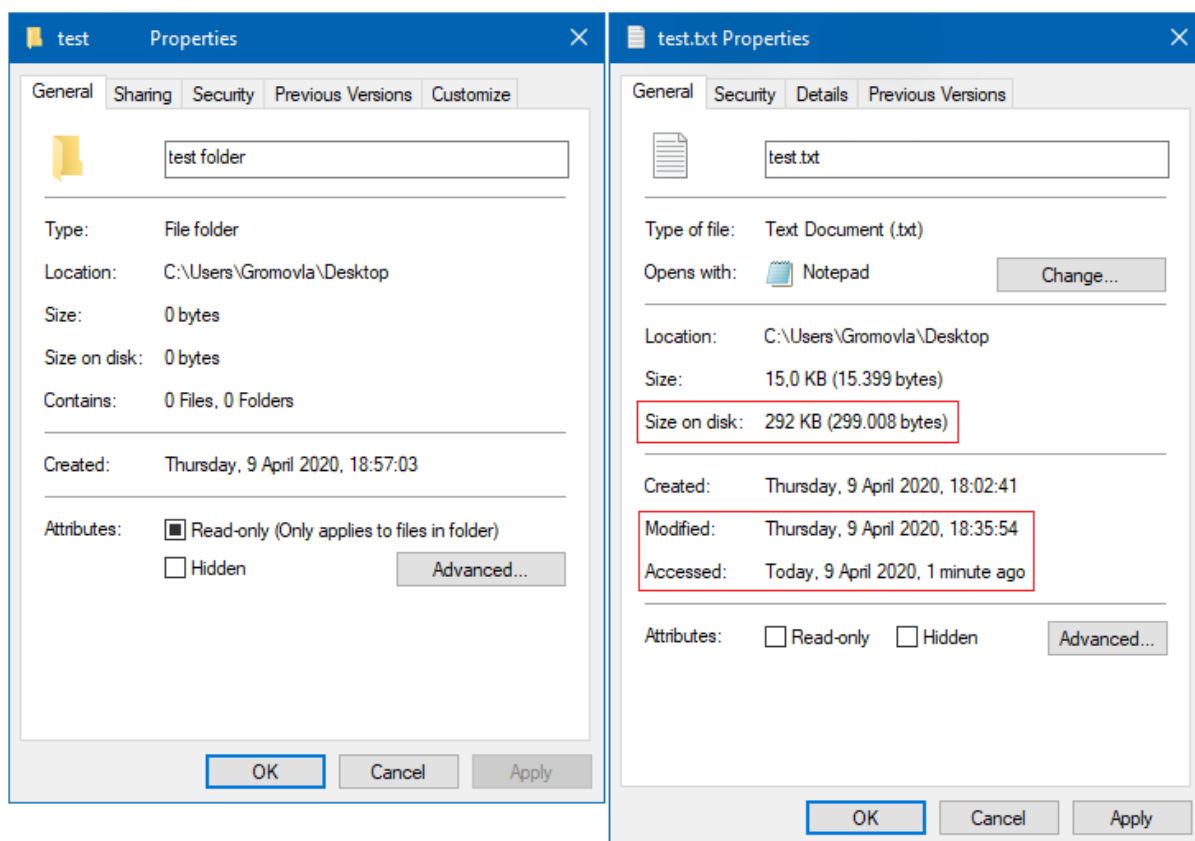 test Properties
General Sharing Security Previous Versions Customize
test folder
Type: File folder
Location: C:\Users\Gromovla\Desktop
Size: 0 bytes
Size on disk: 0 bytes
Contains: 0 Files, 0 Folders
Created: Thursday, 9 April 2020, 18:57:03
Attributes: Read-only (Only applies to files in folder)
Hidden Advanced...
OK Cancel Apply
test.txt Properties
General Security Details Previous Versions
test.txt
Type of file: Text Document (.txt)
Opens with: Notepad Change...
Location: C:\Users\Gromovla\Desktop
Size: 15,0 KB (15.399 bytes)
Size on disk: 292 KB (299.008 bytes)
Created: Thursday, 9 April 2020, 18:02:41
Modified: Thursday, 9 April 2020, 18:35:54
Accessed: Today, 9 April 2020, 1 minute ago
Attributes: Read-only Hidden Advanced...
OK Cancel Apply